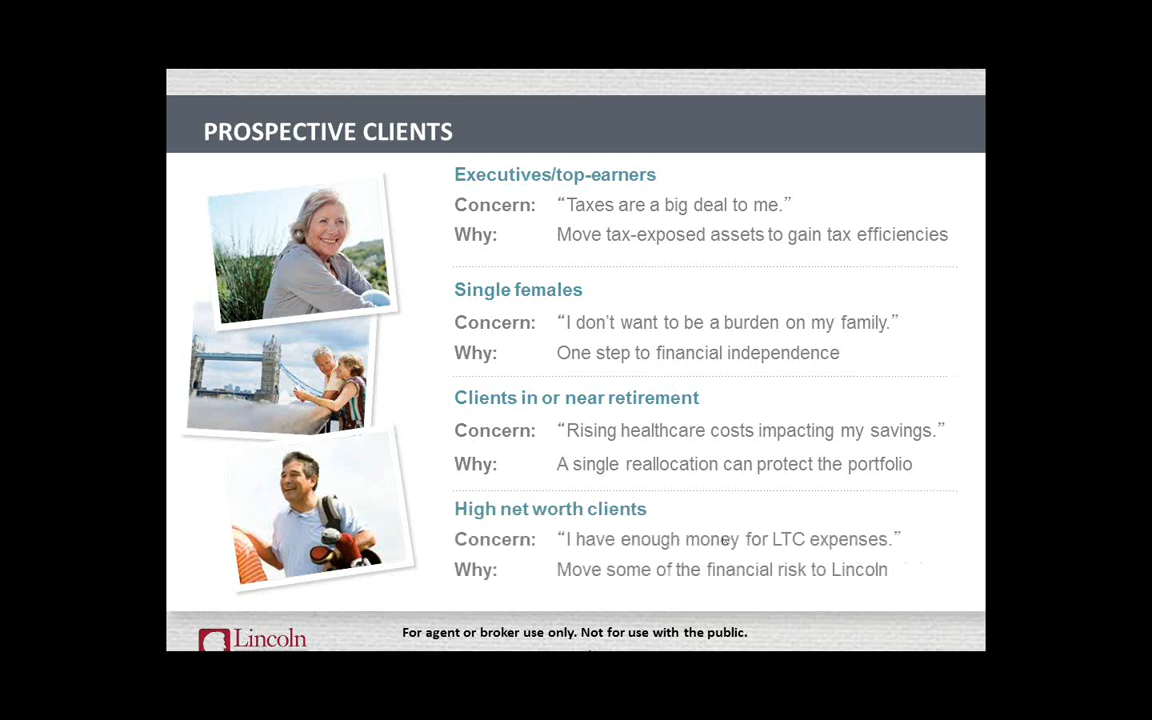 PROSPECTIVE CLIENTS
Executives/top-earners
Concern: “Taxes are a big deal to me.”
Why: Move tax-exposed assets to gain tax efficiencies
Single females
Concern: “I don’t want to be a burden on my family.”
Why: One step to financial independence
Clients in or near retirement
Concern: “Rising healthcare costs impacting my savings.”
Why: A single reallocation can protect the portfolio
High net worth clients
Concern: “I have enough money for LTC expenses.”
Why: Move some of the financial risk to Lincoln
Lincoln
For agent or broker use only. Not for use with the public.